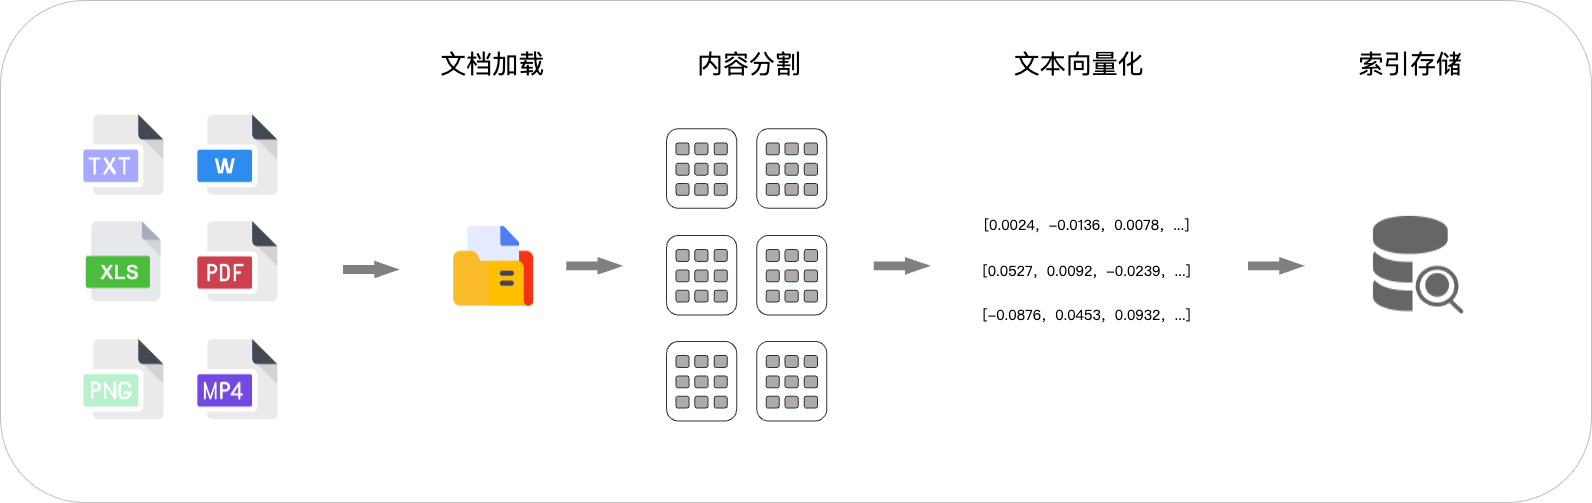 文档加载
内容分割
文本向量化
索引存储
TXT
W
XLS
PDF
PNG
MP4
[0.0024, -0.0136, 0.0078, ...]
[0.0527, 0.0092, -0.0239, ...]
[-0.0876, 0.0453, 0.0932, ...]